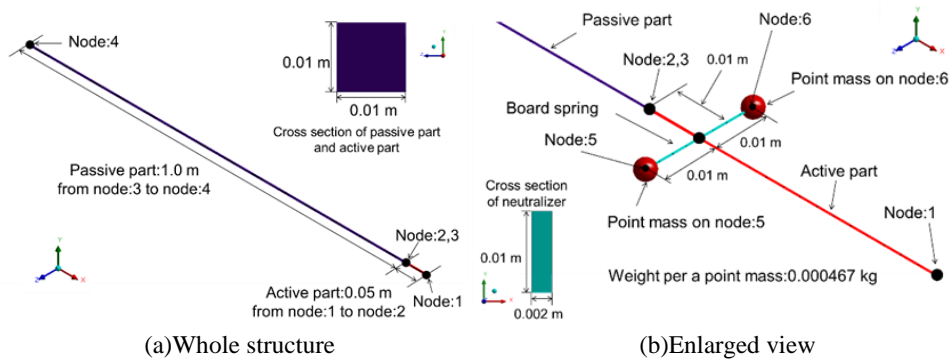 Node:4
0.01 m
0.01 m
Cross section of passive part
and active part
Passive part:1.0 m
from node:3 to node:4
Node:2,3
Active part:0.05 m
from node:1 to node:2
Node:1
Y
Z
X
(a)Whole structure
Passive part
Node:6
Node:2,3
0.01 m
Point mass on node:6
Board spring
Node:5
0.01 m
0.01 m
Cross section
of neutralizer
Point mass on node:5
Active part
Node:1
0.01 m
Weight per a point mass:0.000467 kg
0.002 m
Y
Z
X
(b)Enlarged view